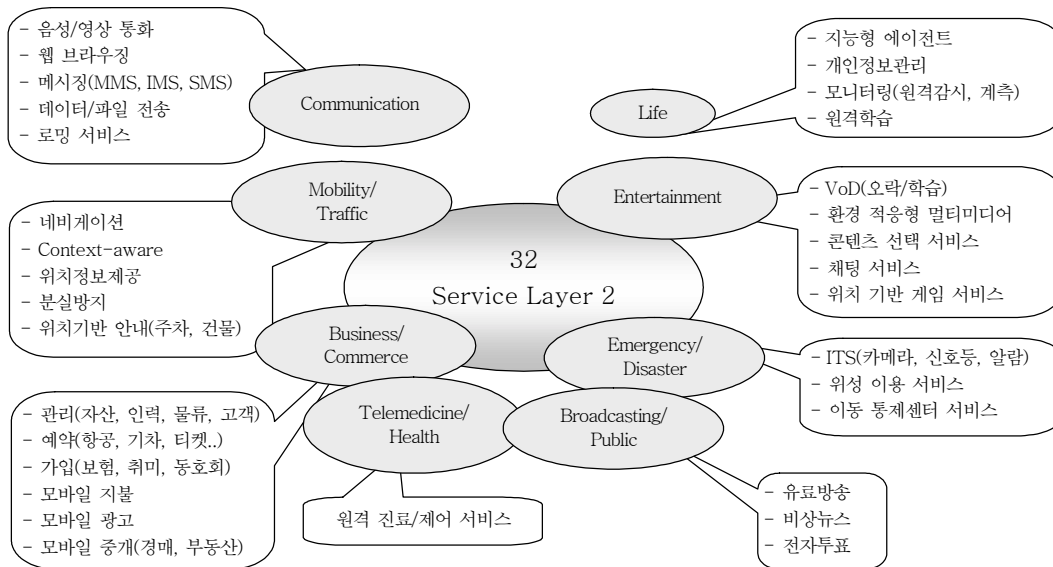 - 음성/영상 통화
- 웹 브라우징
- 메시징(MMS, IMS, SMS)
- 데이터/파일 전송
- 로밍 서비스
Communication
Life
- 지능형 에이전트
- 개인정보관리
- 모니터링(원격감시, 계측)
- 원격학습
Mobility/
Traffic
Entertainment
- 네비게이션
- Context-aware
- 위치정보제공
- 분실방지
- 위치기반 안내(주차, 건물)
32
Service Layer 2
- VoD(오락/학습)
- 환경 적응형 멀티미디어
- 콘텐츠 선택 서비스
- 채팅 서비스
- 위치 기반 게임 서비스
Business/
Commerce
Emergency/
Disaster
- ITS(카메라, 신호등, 알람)
- 위성 이용 서비스
- 이동 통제센터 서비스
- 관리(자산, 인력, 물류, 고객)
- 예약(항공, 기차, 티켓..)
- 가입(보험, 취미, 동호회)
- 모바일 지불
- 모바일 광고
- 모바일 중개(경매, 부동산)
Telemedicine/
Health
Broadcasting/
Public
원격 진료/제어 서비스
- 유료방송
- 비상뉴스
- 전자투표